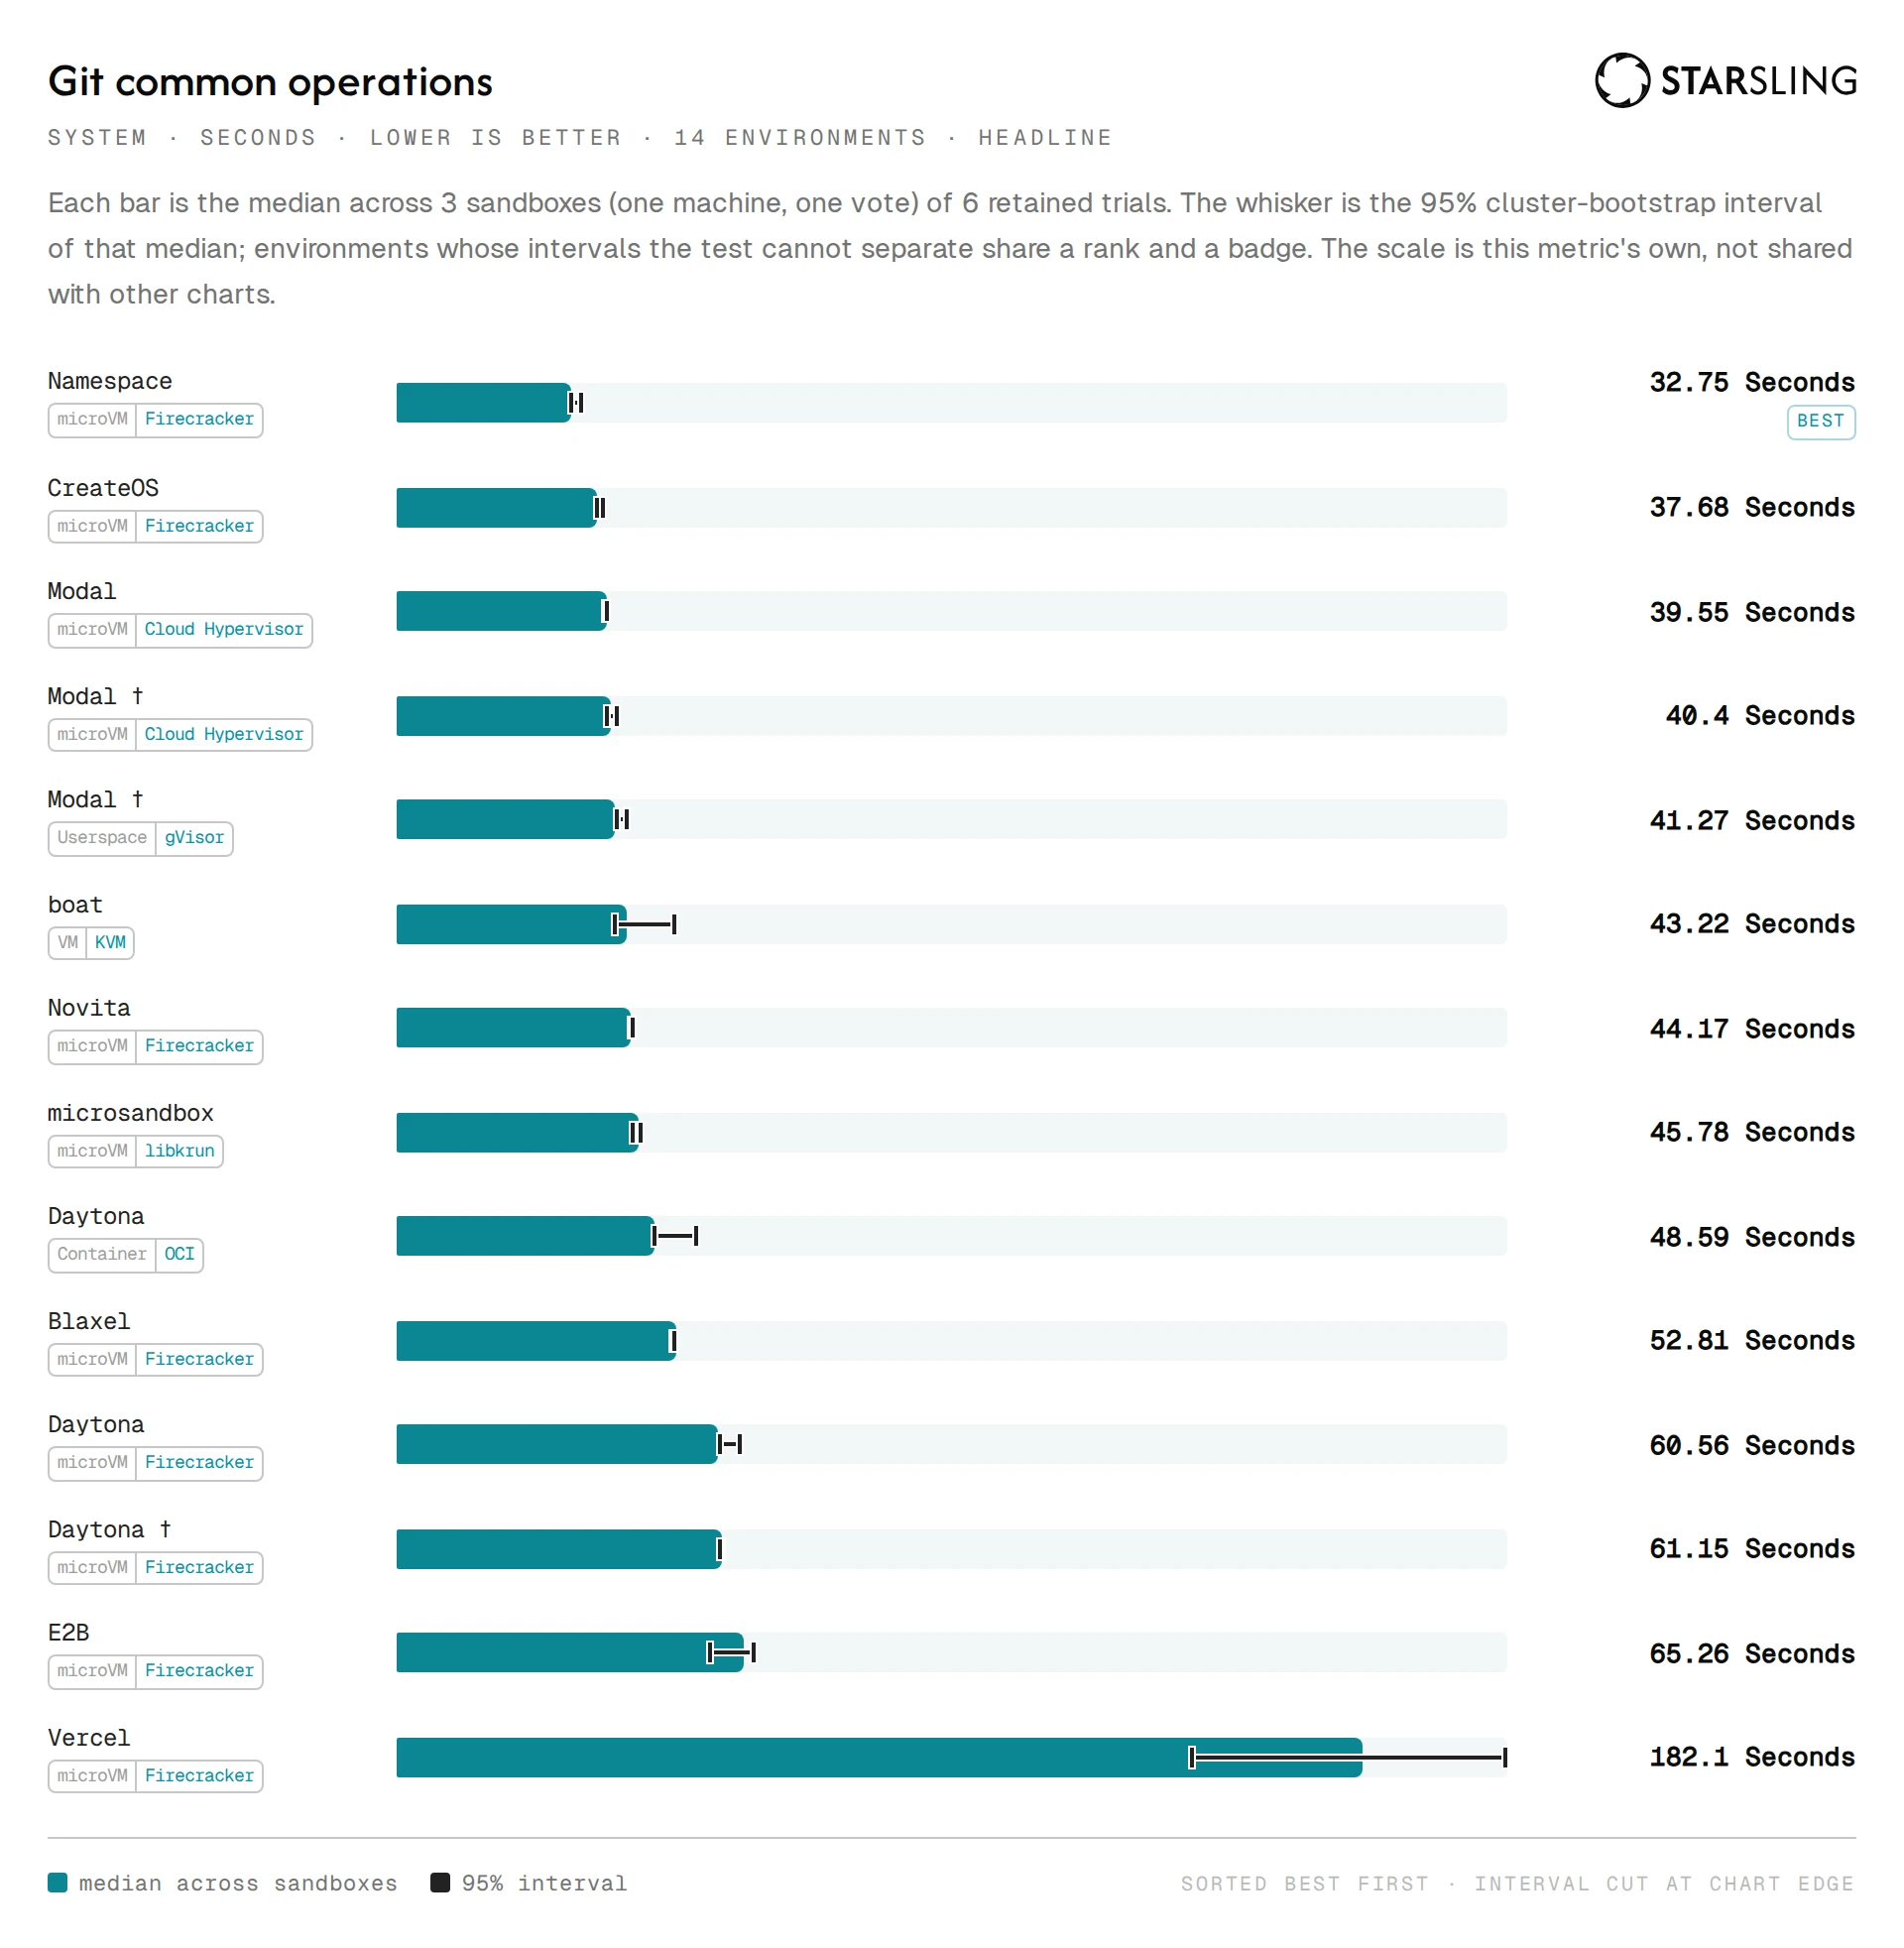 Git common operations
STARSLING
SYSTEM · SECONDS · LOWER IS BETTER · 14 ENVIRONMENTS · HEADLINE
Each bar is the median across 3 sandboxes (one machine, one vote) of 6 retained trials. The whisker is the 95% cluster-bootstrap interval
of that median; environments whose intervals the test cannot separate share a rank and a badge. The scale is this metric's own, not shared
with other charts.
Namespace
microVM Firecracker
32.75 Seconds
BEST
CreateOS
microVM Firecracker
37.68 Seconds
Modal
microVM Cloud Hypervisor
39.55 Seconds
Modal †
microVM Cloud Hypervisor
40.4 Seconds
Modal †
Userspace gVisor
41.27 Seconds
boat
VM KVM
43.22 Seconds
Novita
microVM Firecracker
44.17 Seconds
microsandbox
microVM libkrun
45.78 Seconds
Daytona
Container OCI
48.59 Seconds
Blaxel
microVM Firecracker
52.81 Seconds
Daytona
microVM Firecracker
60.56 Seconds
Daytona †
microVM Firecracker
61.15 Seconds
E2B
microVM Firecracker
65.26 Seconds
Vercel
microVM Firecracker
182.1 Seconds
median across sandboxes 95% interval
SORTED BEST FIRST · INTERVAL CUT AT CHART EDGE